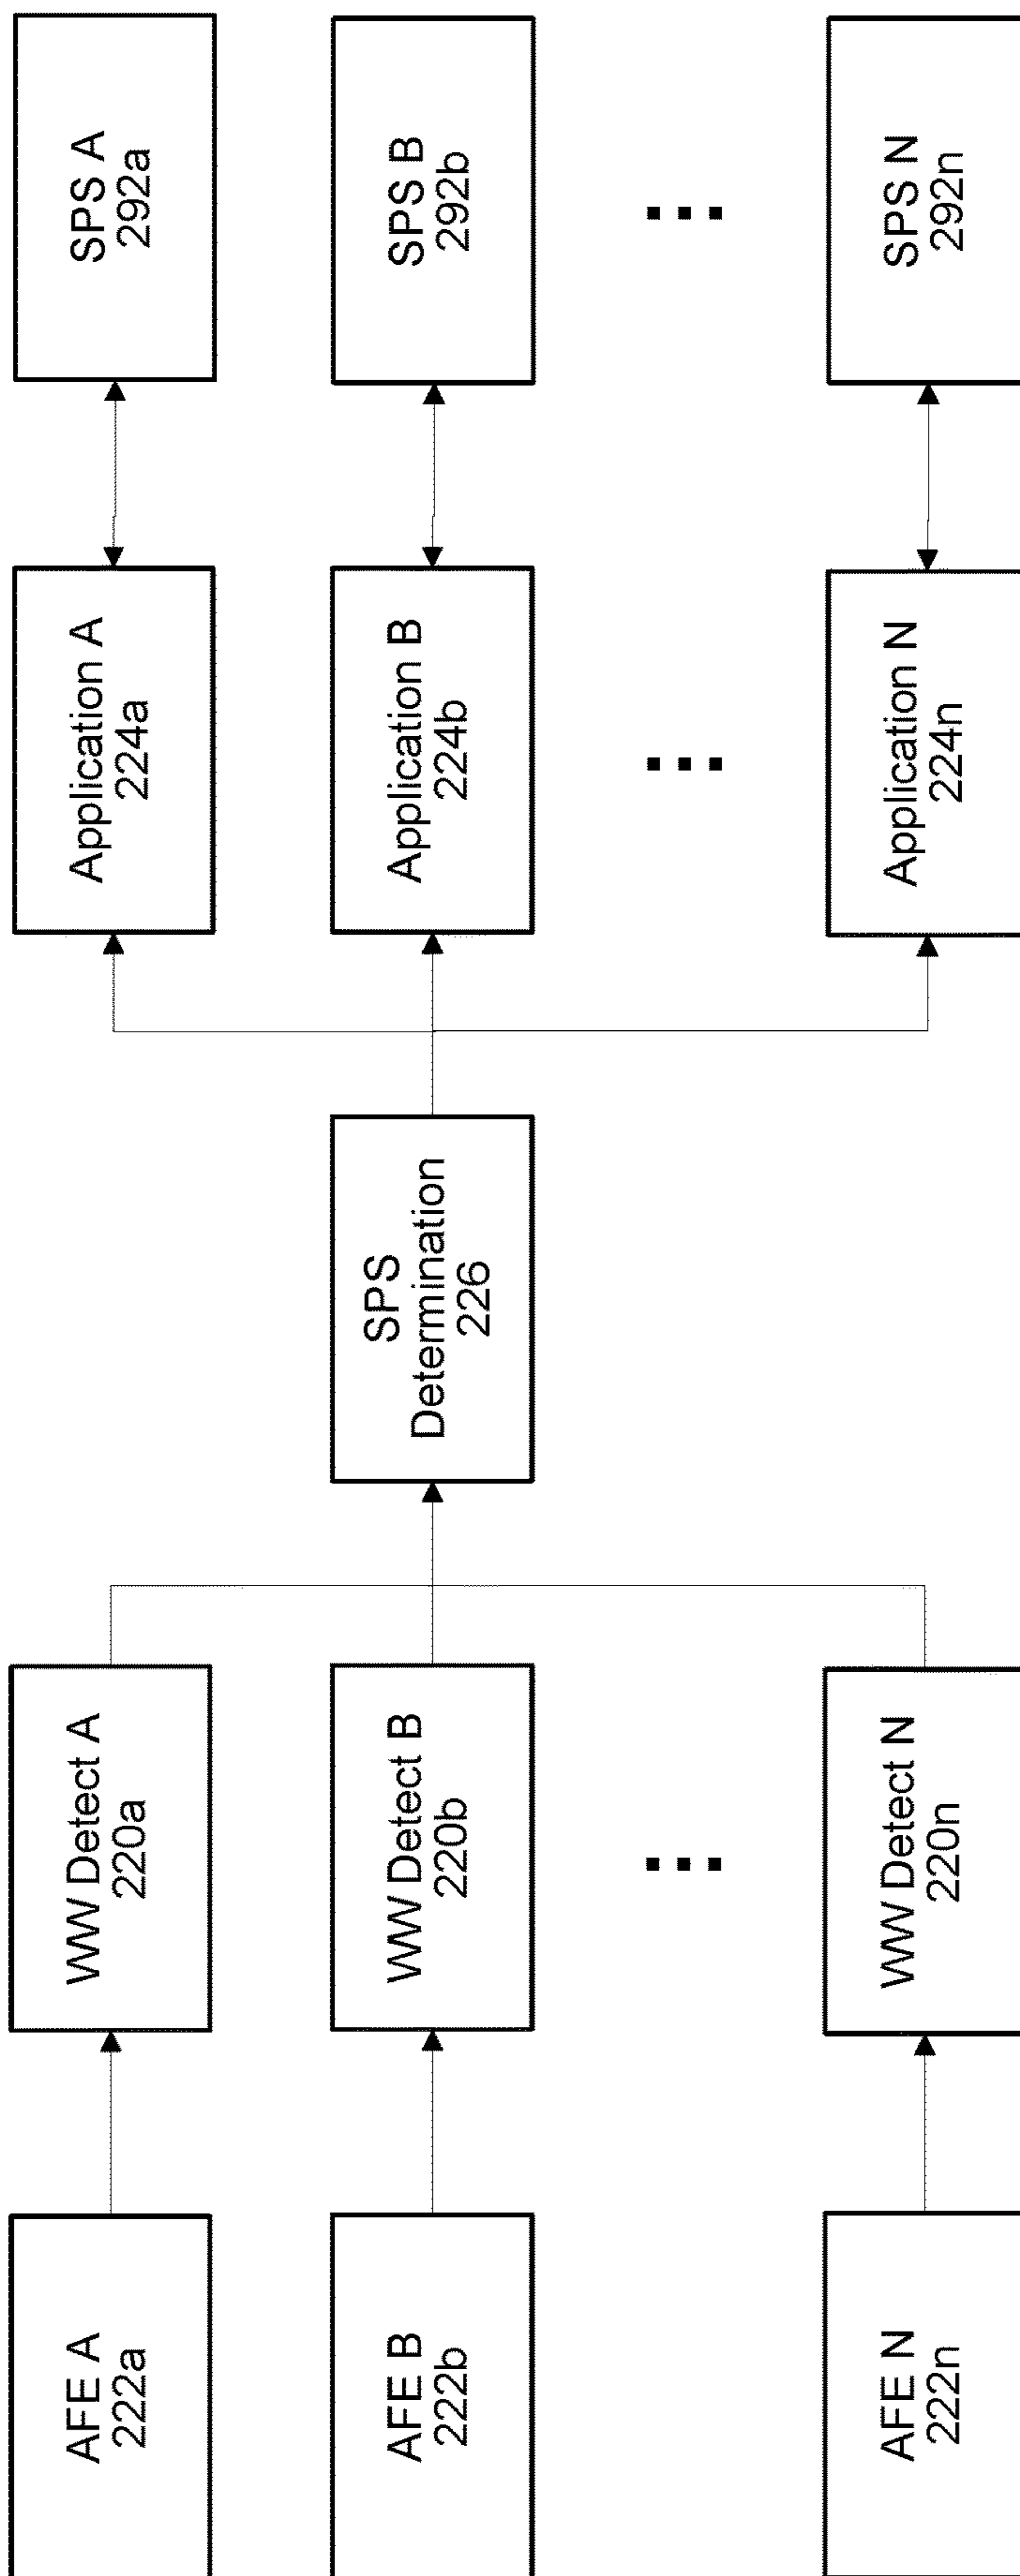 AFE A
222a
WW Detect A
220a
Application A
224a
SPS A
292a
AFE B
222b
WW Detect B
220b
SPS
Determination
226
Application B
224b
SPS B
292b
AFE N
222n
WW Detect N
220n
Application N
224n
SPS N
292n